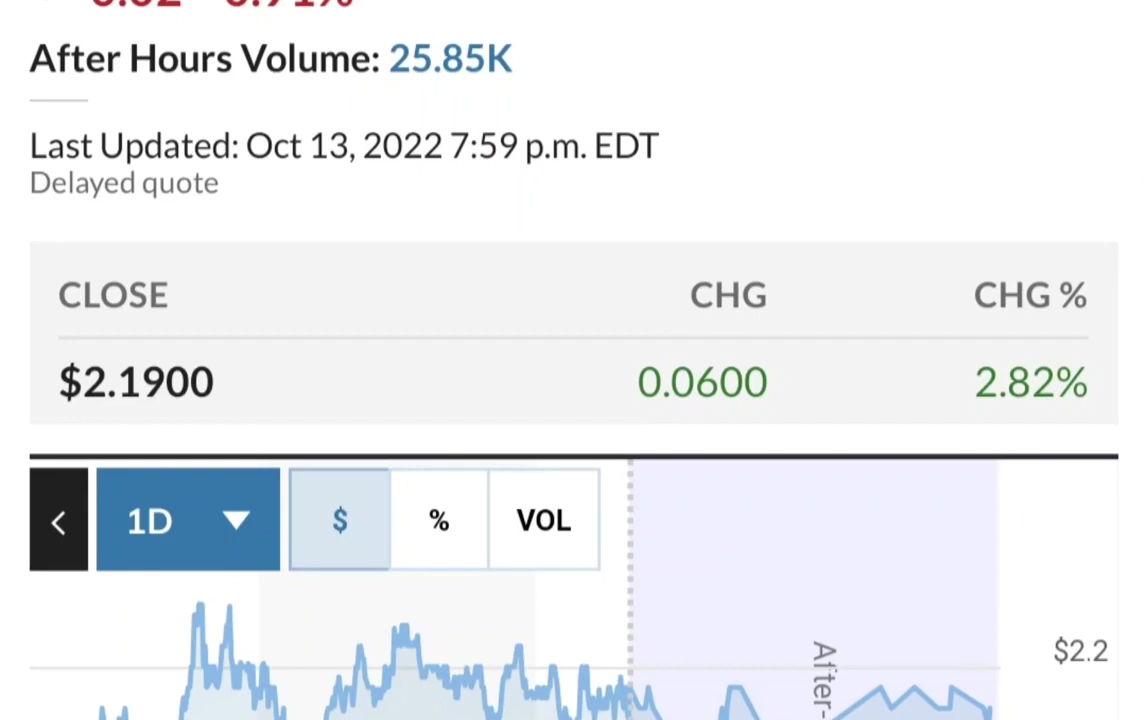 After Hours Volume: 25.85K
Last Updated: Oct 13, 2022 7:59 p.m. EDT
Delayed quote
CLOSE CHG CHG %
$2.1900 0.0600 2.82%
1D $ % VOL
$2.2
After-